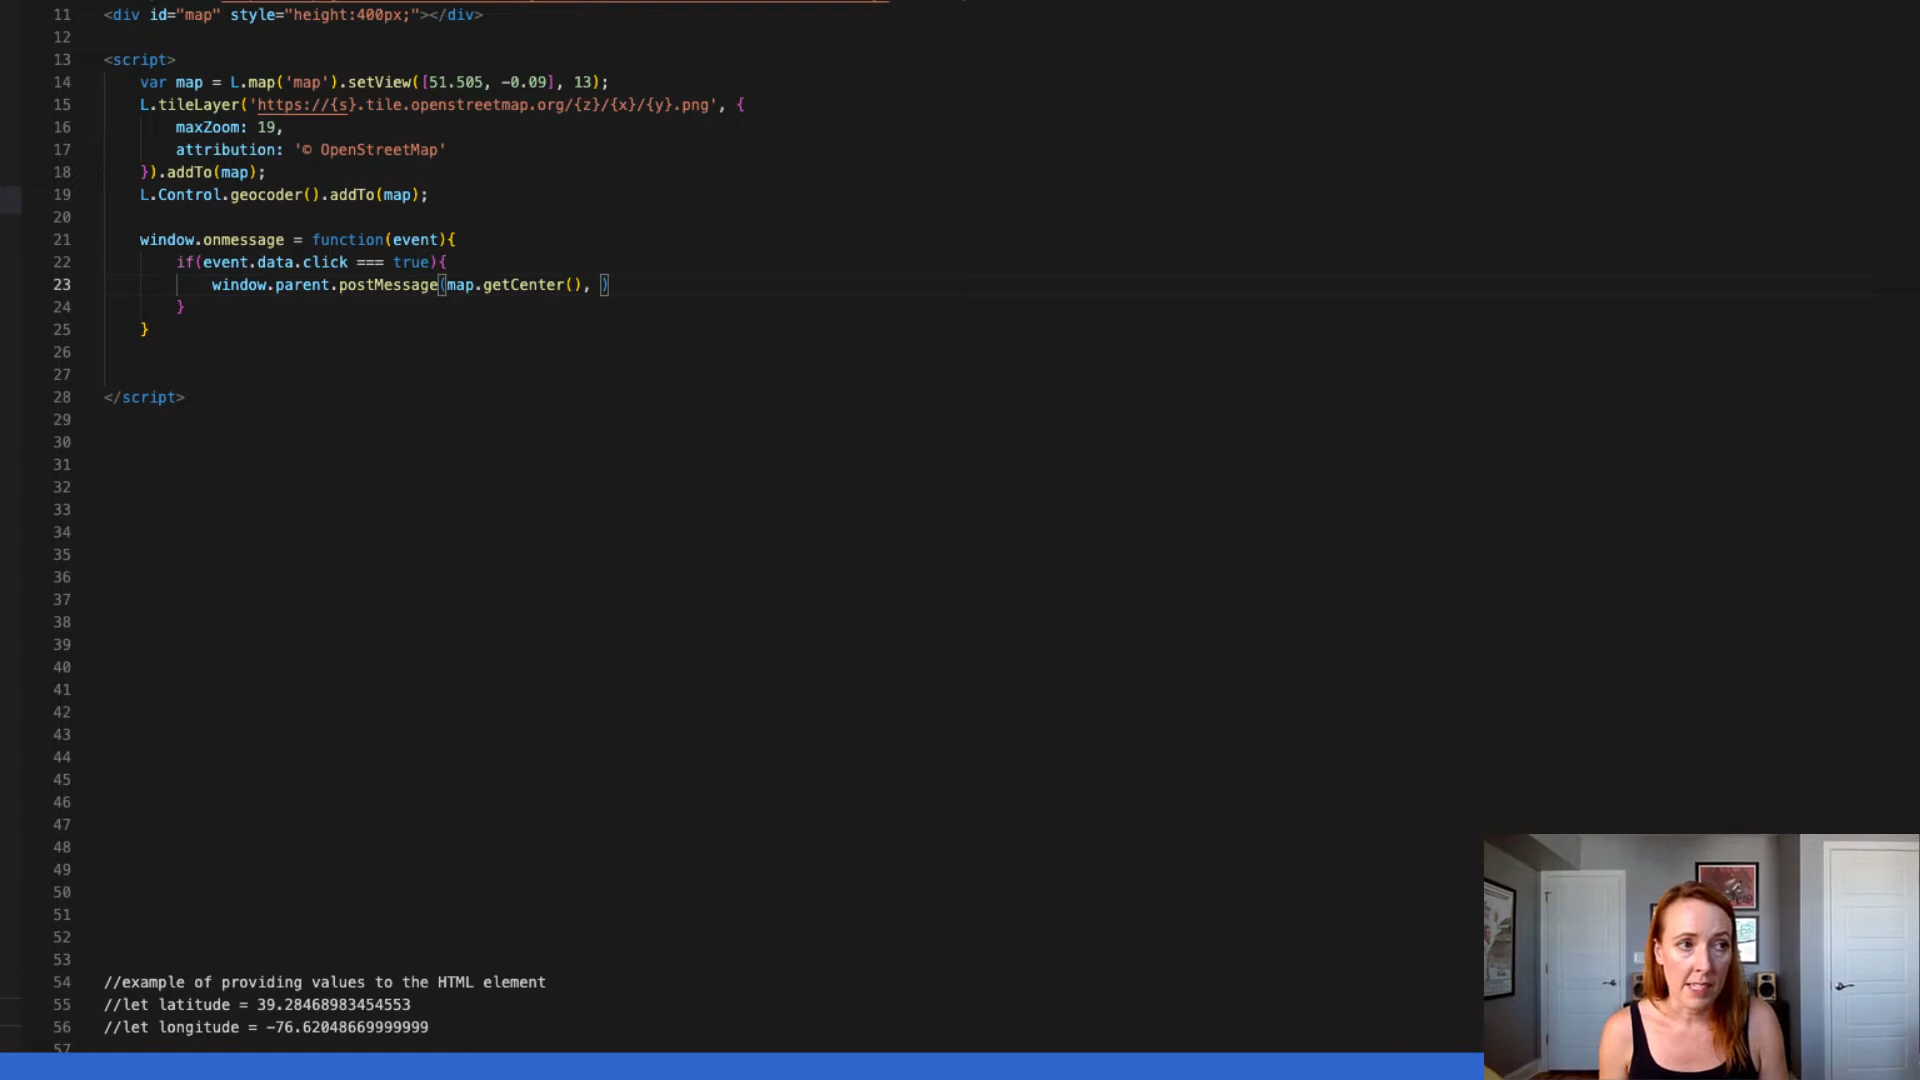 11 <div id="map" style="height:400px;"></div>
12
13 <script>
14 var map = L.map('map').setView([51.505, -0.09], 13);
15 L.tileLayer('https://{s}.tile.openstreetmap.org/{z}/{x}/{y}.png', {
16 maxZoom: 19,
17 attribution: '© OpenStreetMap'
18 }).addTo(map);
19 L.Control.geocoder().addTo(map);
20
21 window.onmessage = function(event){
22 if(event.data.click === true){
23 window.parent.postMessage(map.getCenter(), )
24 }
25 }
26
27
28 </script>
29
30
31
32
33
34
35
36
37
38
39
40
41
42
43
44
45
46
47
48
49
50
51
52
53
54 //example of providing values to the HTML element
55 //let latitude = 39.28469983454553
56 //let longitude = -76.62048669999999
57